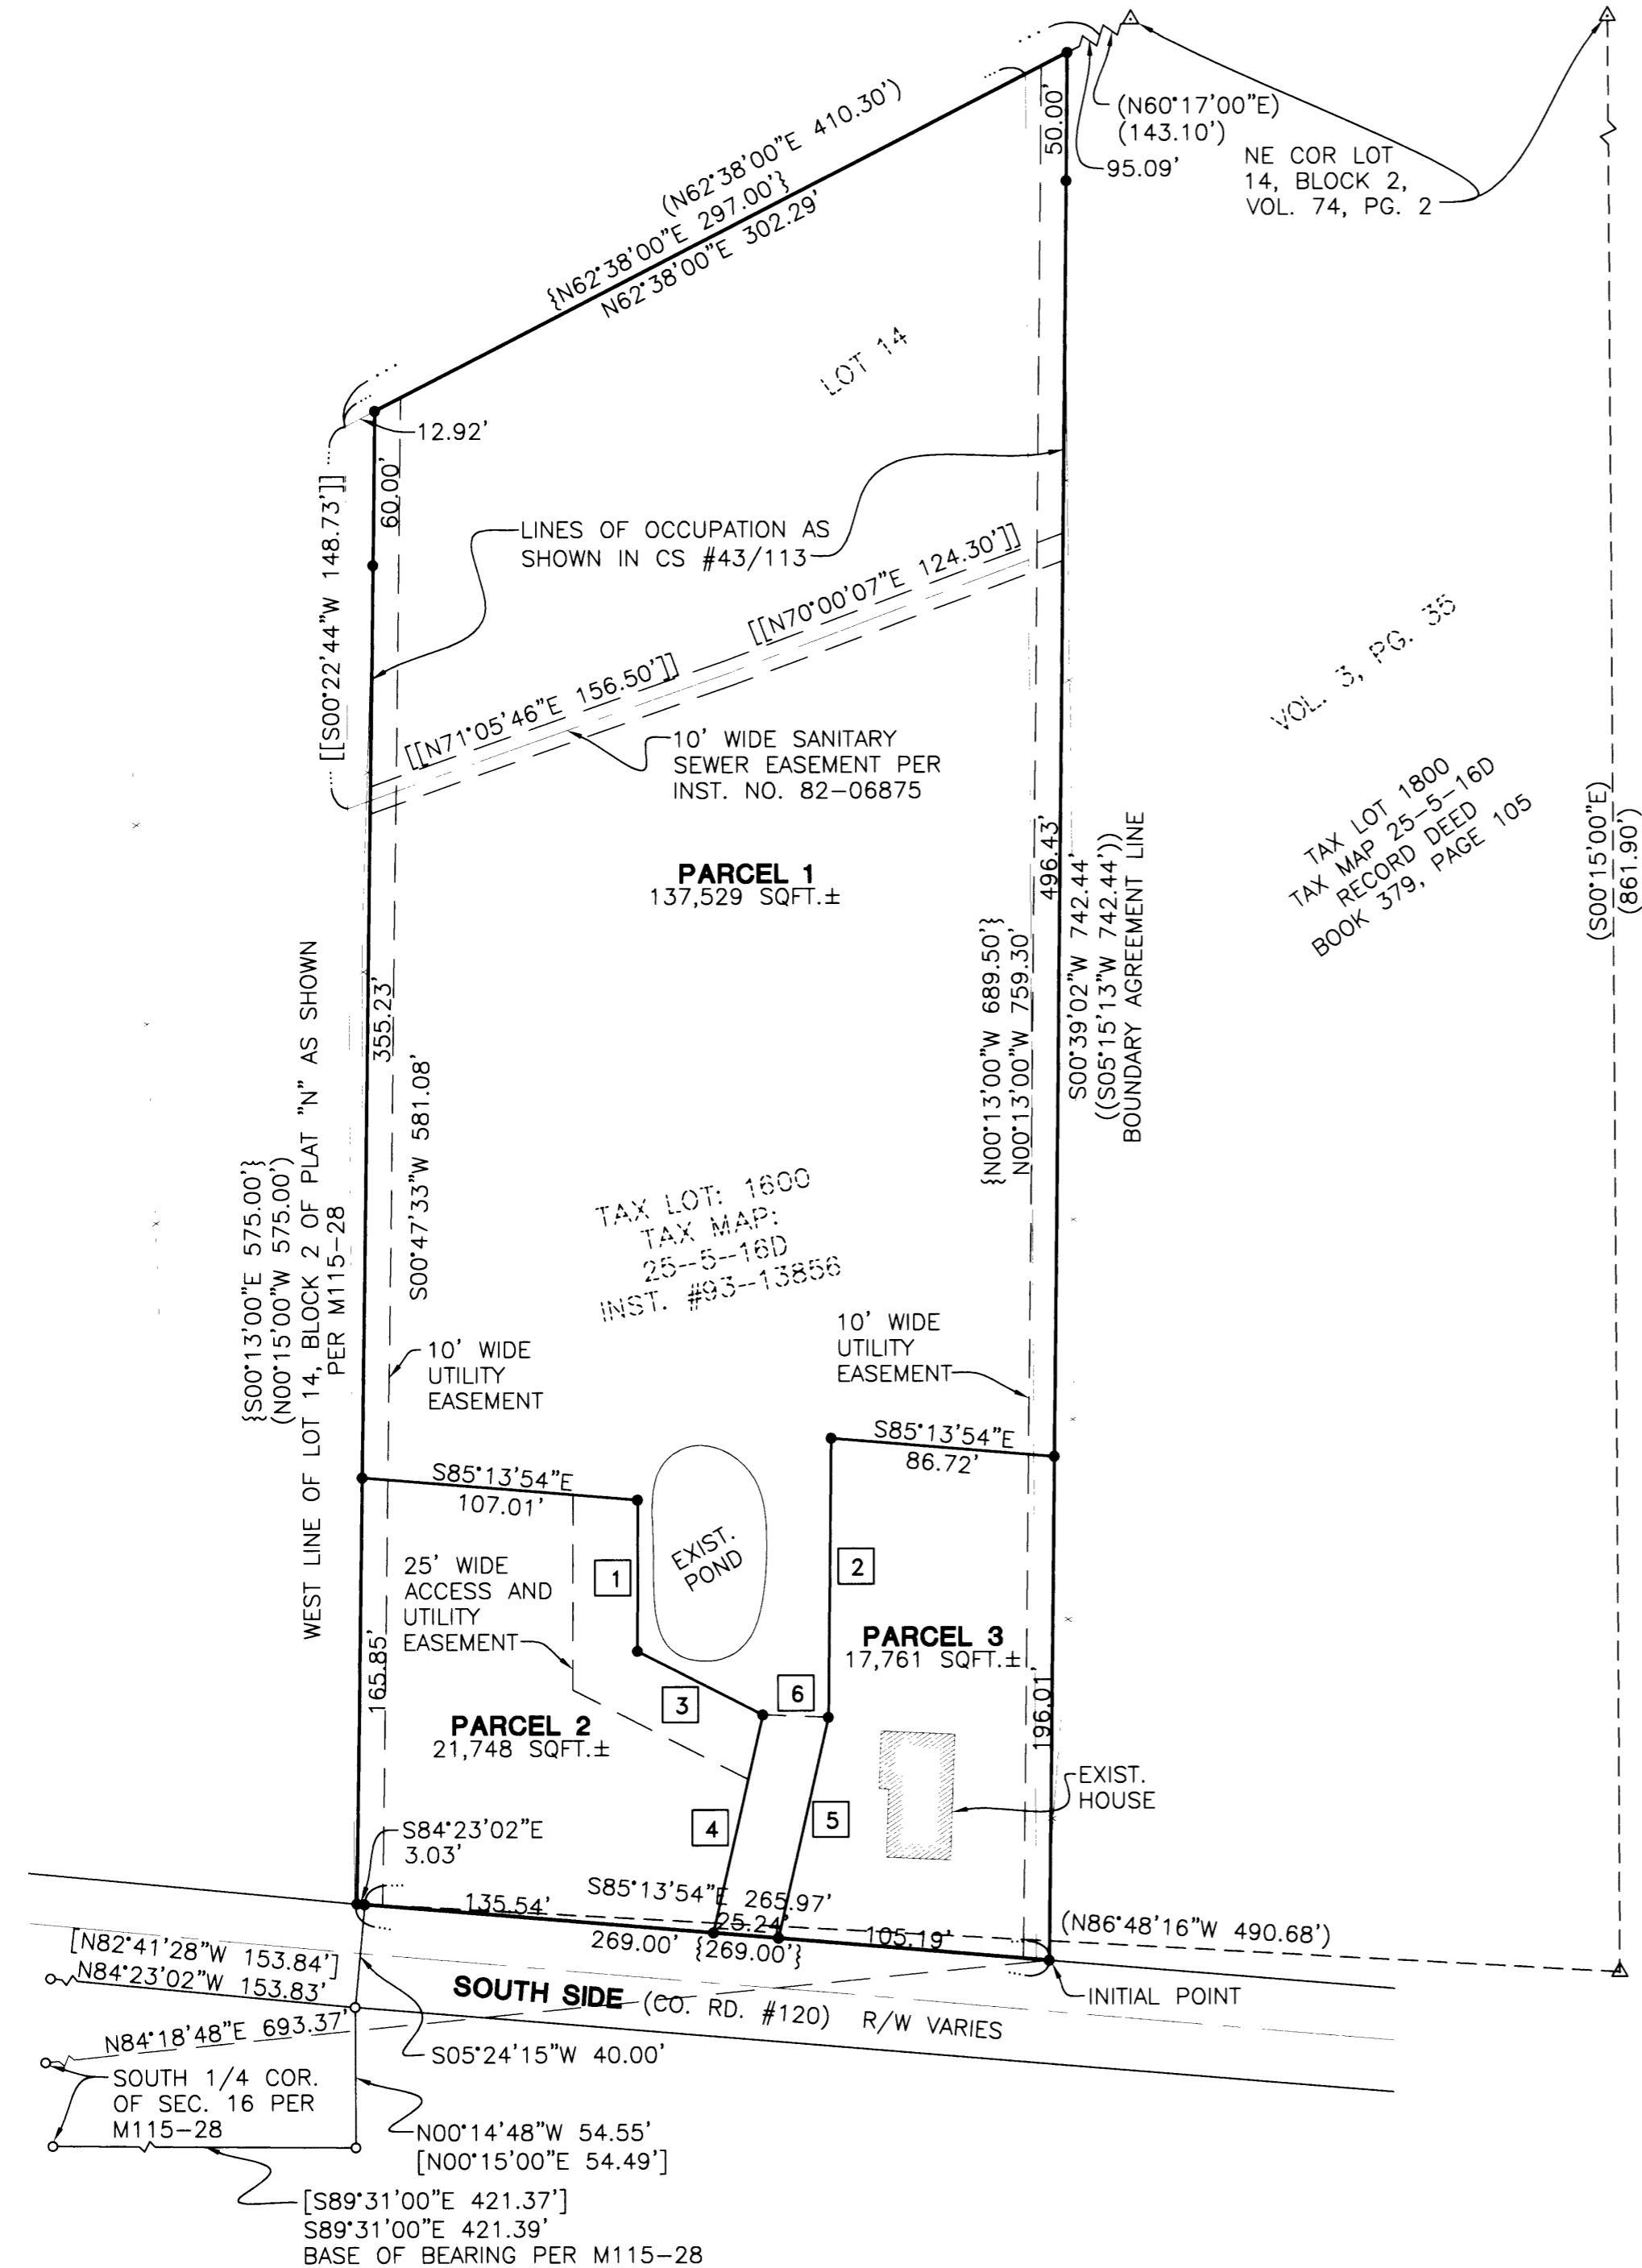 (N60°17'00"E)
(143.10')
95.09'
NE COR LOT
14, BLOCK 2,
VOL. 74, PG. 2
50.00'
(N62°38'00"E 410.30')
{N62°38'00"E 297.00'}
N62°38'00"E 302.29'
LOT 14
12.92'
60.00'
[[S00°22'44"W 148.73']]
LINES OF OCCUPATION AS
SHOWN IN CS #43/113
[[N70°00'07"E 124.30']]
[[N71°05'46"E 156.50']]
10' WIDE SANITARY
SEWER EASEMENT PER
INST. NO. 82-06875
VOL. 3, PG. 35
TAX LOT 1800
TAX MAP 25-5-16D
RECORD DEED
BOOK 379, PAGE 105
(S00°15'00"E)
(861.90')
PARCEL 1
137,529 SQFT.±
496.43'
{N00°13'00"W 689.50'}
N00°13'00"W 759.30'
S00°39'02"W 742.44'
((S05°15'13"W 742.44'))
BOUNDARY AGREEMENT LINE
355.23'
S00°47'33"W 581.08'
{S00°13'00"E 575.00'}
(N00°15'00"W 575.00')
WEST LINE OF LOT 14, BLOCK 2 OF PLAT "N" AS SHOWN
PER M115-28
TAX LOT: 1600
TAX MAP:
25-5-16D
INST. #93-13856
10' WIDE
UTILITY
EASEMENT
10' WIDE
UTILITY
EASEMENT
S85°13'54"E
86.72'
S85°13'54"E
107.01'
EXIST.
POND
25' WIDE
ACCESS AND
UTILITY
EASEMENT
1
2
PARCEL 3
17,761 SQFT.±
165.85'
196.01'
3
6
PARCEL 2
21,748 SQFT.±
EXIST.
HOUSE
4
5
S84°23'02"E
3.03'
S85°13'54"E 265.97'
135.54'
25.24'
105.19'
269.00' {269.00'}
(N86°48'16"W 490.68')
[N82°41'28"W 153.84']
N84°23'02"W 153.83'
SOUTH SIDE (CO. RD. #120) R/W VARIES
INITIAL POINT
N84°18'48"E 693.37'
S05°24'15"W 40.00'
SOUTH 1/4 COR.
OF SEC. 16 PER
M115-28
N00°14'48"W 54.55'
[N00°15'00"E 54.49']
[S89°31'00"E 421.37']
S89°31'00"E 421.39'
BASE OF BEARING PER M115-28